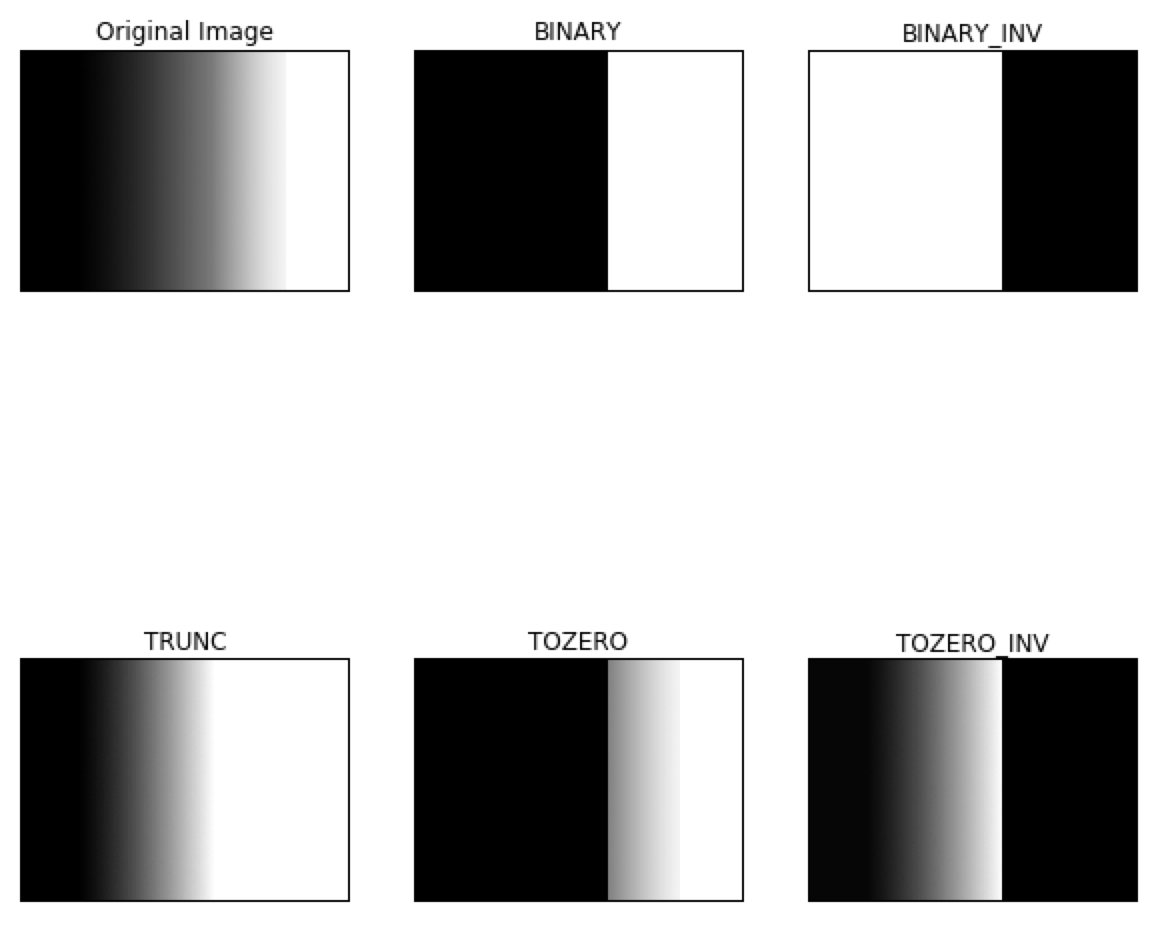 Original Image
BINARY
BINARY_INV
TRUNC
TOZERO
TOZERO_INV